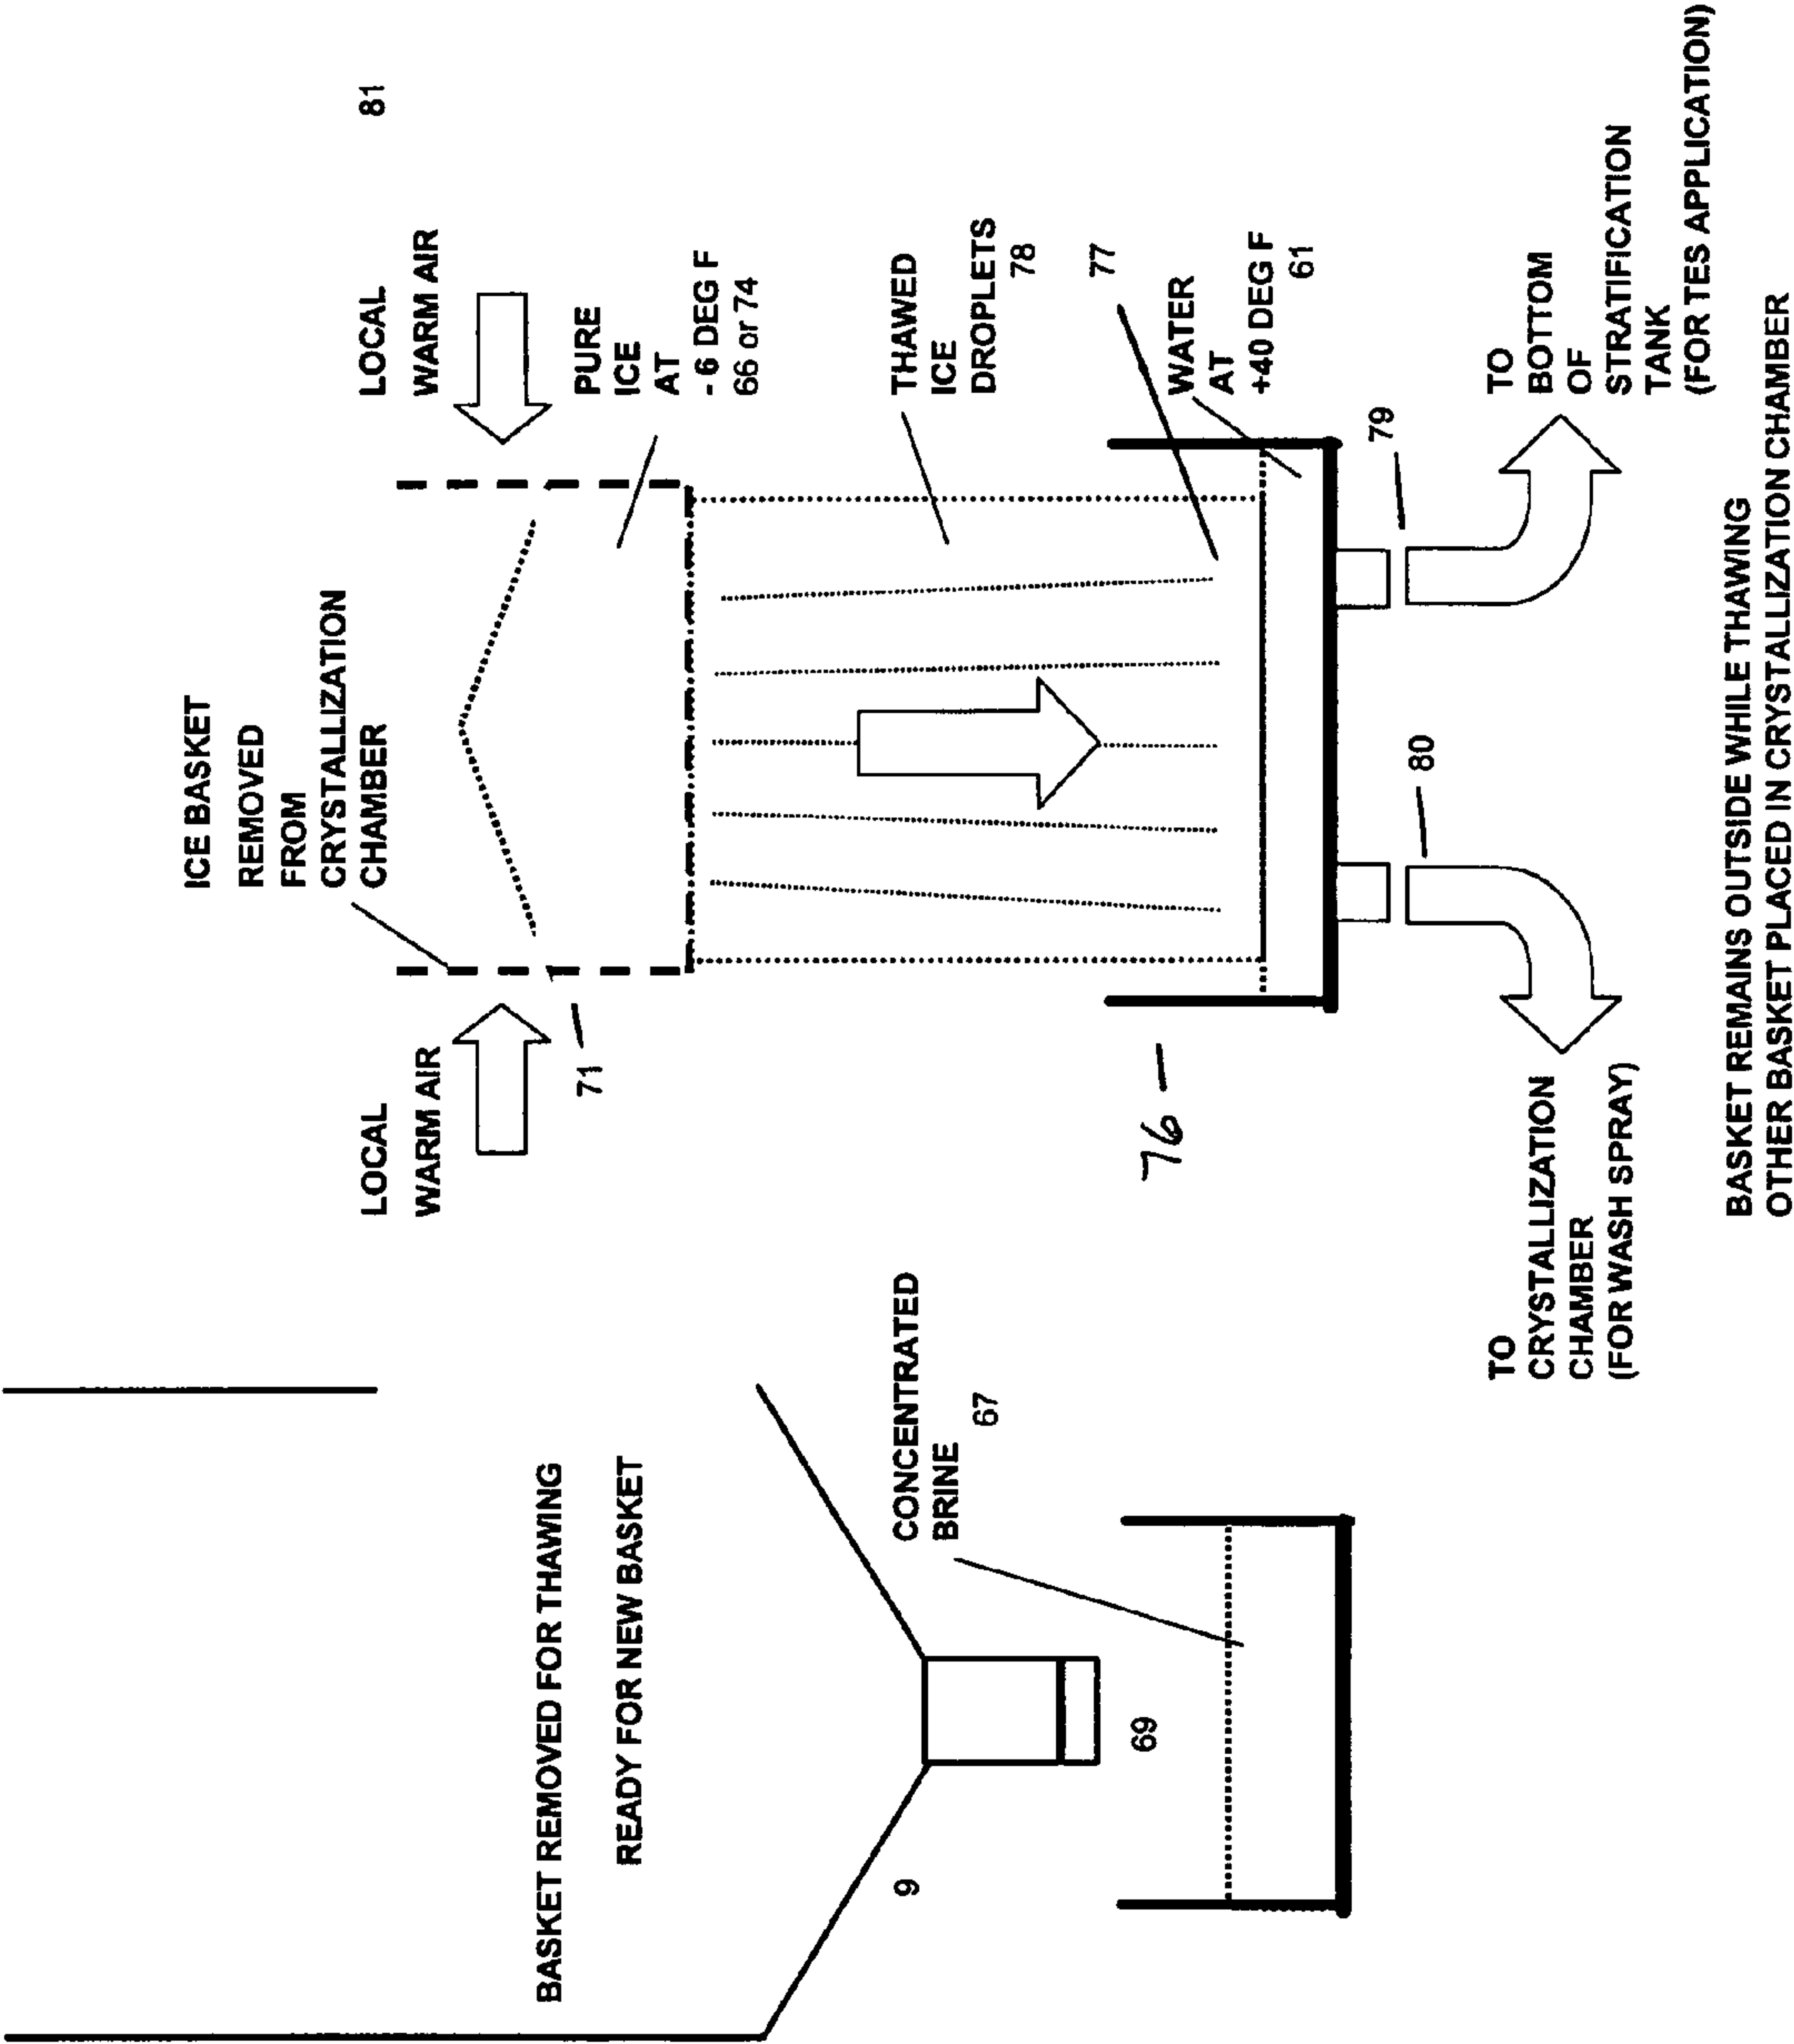 BASKET REMOVED FOR THAWING
READY FOR NEW BASKET
9
CONCENTRATED
BRINE
67
69
ICE BASKET
REMOVED
FROM
CRYSTALLIZATION
CHAMBER
LOCAL
WARM AIR
71
LOCAL
WARM AIR
81
PURE
ICE
AT
- 6 DEG F
66 or 74
THAWED
ICE
DROPLETS
78
77
WATER
AT
+40 DEG F
61
76
80
79
TO
CRYSTALLIZATION
CHAMBER
(FOR WASH SPRAY)
TO
BOTTOM
OF
STRATIFICATION
TANK
(FOR TES APPLICATION)
BASKET REMAINS OUTSIDE WHILE THAWING
OTHER BASKET PLACED IN CRYSTALLIZATION CHAMBER